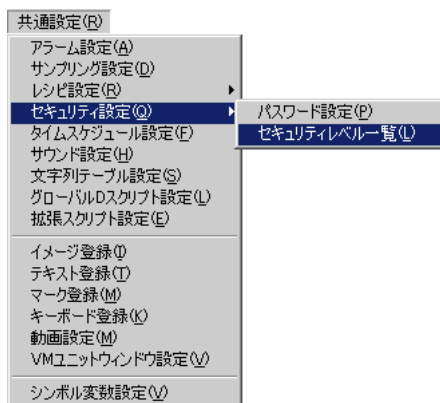 共通設定(R)
アラーム設定(A)
サンプリング設定(D)
レシピ設定(R)
セキュリティ設定(Q)
パスワード設定(P)
セキュリティレベル一覧(L)
タイムスケジュール設定(F)
サウンド設定(H)
文字列テーブル設定(S)
グローバルDスクリプト設定(L)
拡張スクリプト設定(E)
イメージ登録(I)
テキスト登録(T)
マーク登録(M)
キーボード登録(K)
動画設定(M)
VMユニットウィンドウ設定(V)
シンボル変数設定(V)